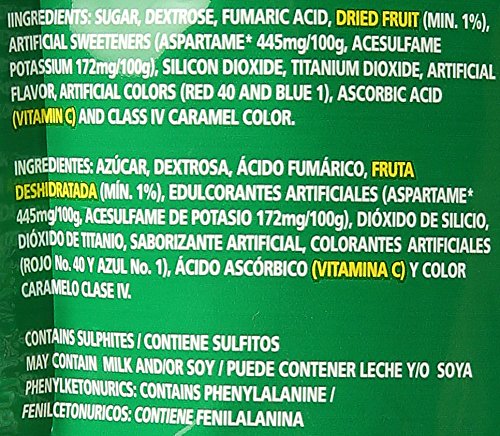 IINGREDIENTS: SUGAR, DEXTROSE, FUMARIC ACID, DRIED FRUIT (MIN. 1%),
ARTIFICIAL SWEETENERS (ASPARTAME* 445mg/100g, ACESULFAME
POTASSIUM 172mg/100g), SILICON DIOXIDE, TITANIUM DIOXIDE, ARTIFICIAL
FLAVOR, ARTIFICIAL COLORS (RED 40 AND BLUE 1), ASCORBIC ACID
(VITAMIN C) AND CLASS IV CARAMEL COLOR.
INGREDIENTES: AZÚCAR, DEXTROSA, ÁCIDO FUMÁRICO, FRUTA
DESHIDRATADA (MÍN. 1%), EDULCORANTES ARTIFICIALES (ASPARTAME*
445mg/100g, ACESULFAME DE POTASIO 172mg/100g), DIÓXIDO DE SILICIO,
DIÓXIDO DE TITANIO, SABORIZANTE ARTIFICIAL, COLORANTES ARTIFICIALES
(ROJO No. 40 Y AZUL No. 1), ÁCIDO ASCÓRBICO (VITAMINA C) Y COLOR
CARAMELO CLASE IV.
CONTAINS SULPHITES / CONTIENE SULFITOS
MAY CONTAIN MILK AND/OR SOY / PUEDE CONTENER LECHE Y/O SOYA
PHENYLKETONURICS: CONTAINS PHENYLALANINE /
FENILCETONURICOS: CONTIENE FENILALANINA